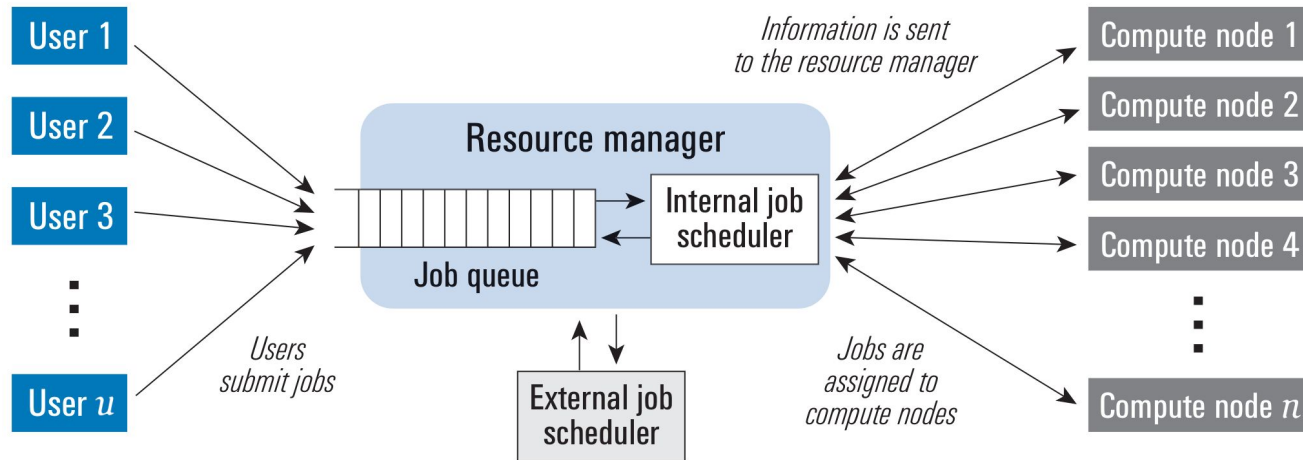 User 1
User 2
User 3
User u
Users
submit jobs
Resource manager
Job queue
Internal job
scheduler
External job
scheduler
Information is sent
to the resource manager
Jobs are
assigned to
compute nodes
Compute node 1
Compute node 2
Compute node 3
Compute node 4
Compute node n